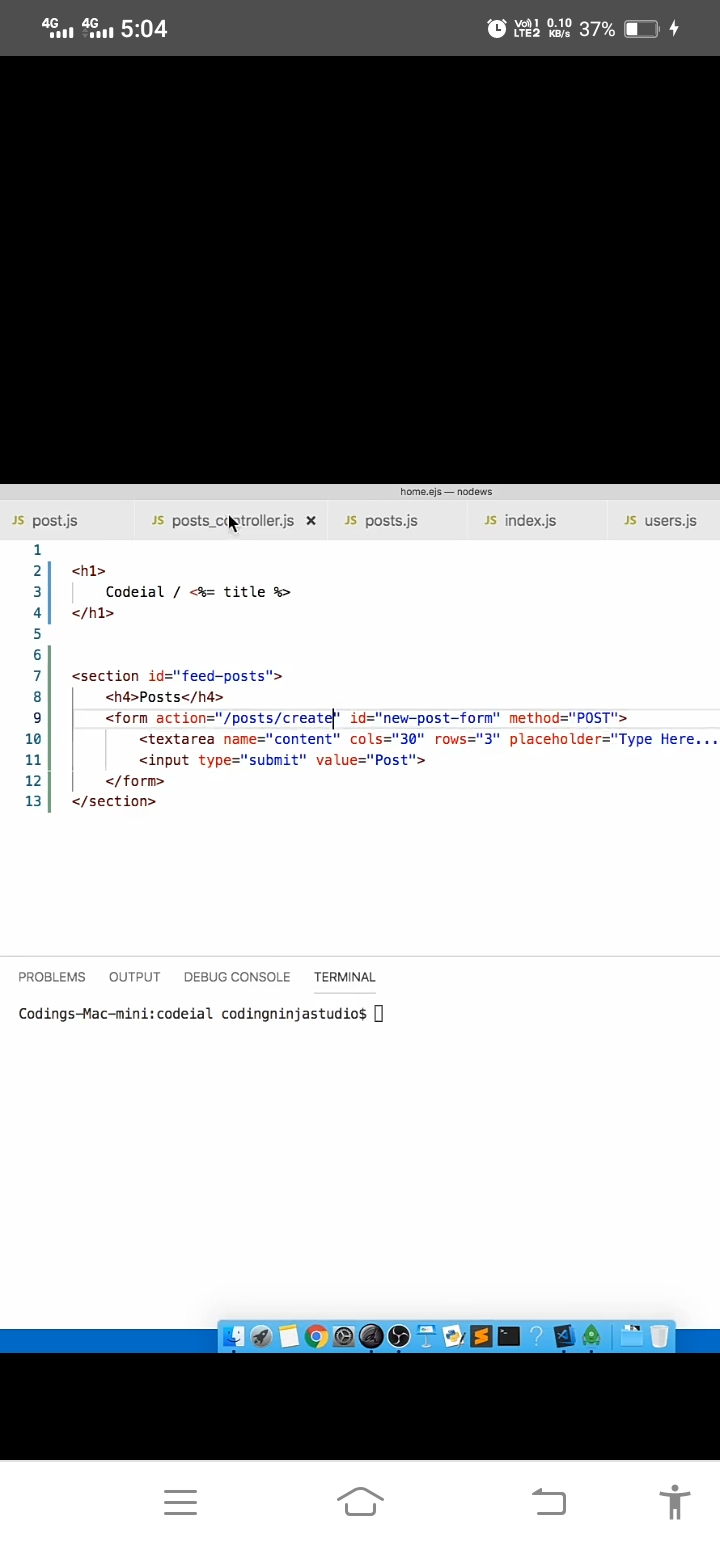 4G 4G 5:04 Vo) 1 LTE2 0.10 KB/s 37%
home.ejs — nodews
JS post.js JS posts_controller.js × JS posts.js JS index.js JS users.js
1
2 <h1>
3 Codeial / <%= title %>
4 </h1>
5
6
7 <section id="feed-posts">
8 <h4>Posts</h4>
9 <form action="/posts/create" id="new-post-form" method="POST">
10 <textarea name="content" cols="30" rows="3" placeholder="Type Here...
11 <input type="submit" value="Post">
12 </form>
13 </section>
PROBLEMS OUTPUT DEBUG CONSOLE TERMINAL
Codings-Mac-mini:codeial codingninjastudio$